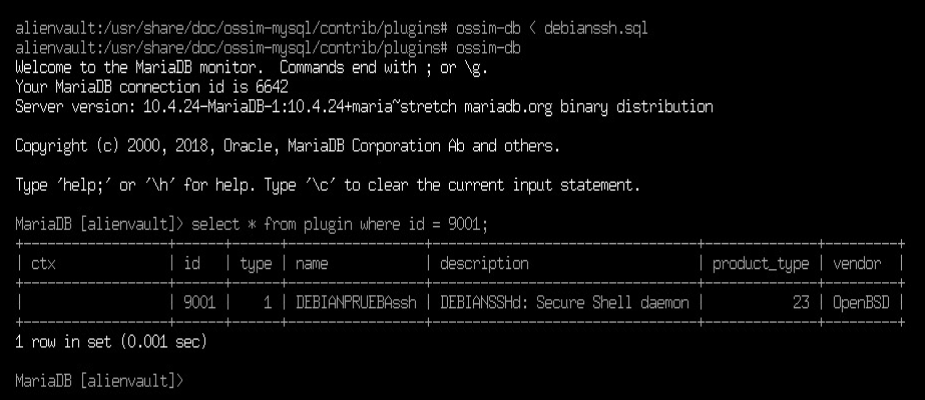 alienvault:/usr/share/doc/ossim-mysql/contrib/plugins# ossim-db < debianssh.sql
alienvault:/usr/share/doc/ossim-mysql/contrib/plugins# ossim-db
Welcome to the MariaDB monitor.  Commands end with ; or \g.
Your MariaDB connection id is 6642
Server version: 10.4.24-MariaDB-1:10.4.24+maria~stretch mariadb.org binary distribution
Copyright (c) 2000, 2018, Oracle, MariaDB Corporation Ab and others.
Type 'help;' or '\h' for help. Type '\c' to clear the current input statement.
MariaDB [alienvault]> select * from plugin where id = 9001;
+------------------+------+------+----------------+------------------------------+--------------+---------+
| ctx              | id   | type | name           | description                  | product_type | vendor  |
+------------------+------+------+----------------+------------------------------+--------------+---------+
|                  | 9001 |    1 | DEBIANPRUEBAssh | DEBIANSSHd: Secure Shell daemon |           23 | OpenBSD |
+------------------+------+------+----------------+------------------------------+--------------+---------+
1 row in set (0.001 sec)
MariaDB [alienvault]>